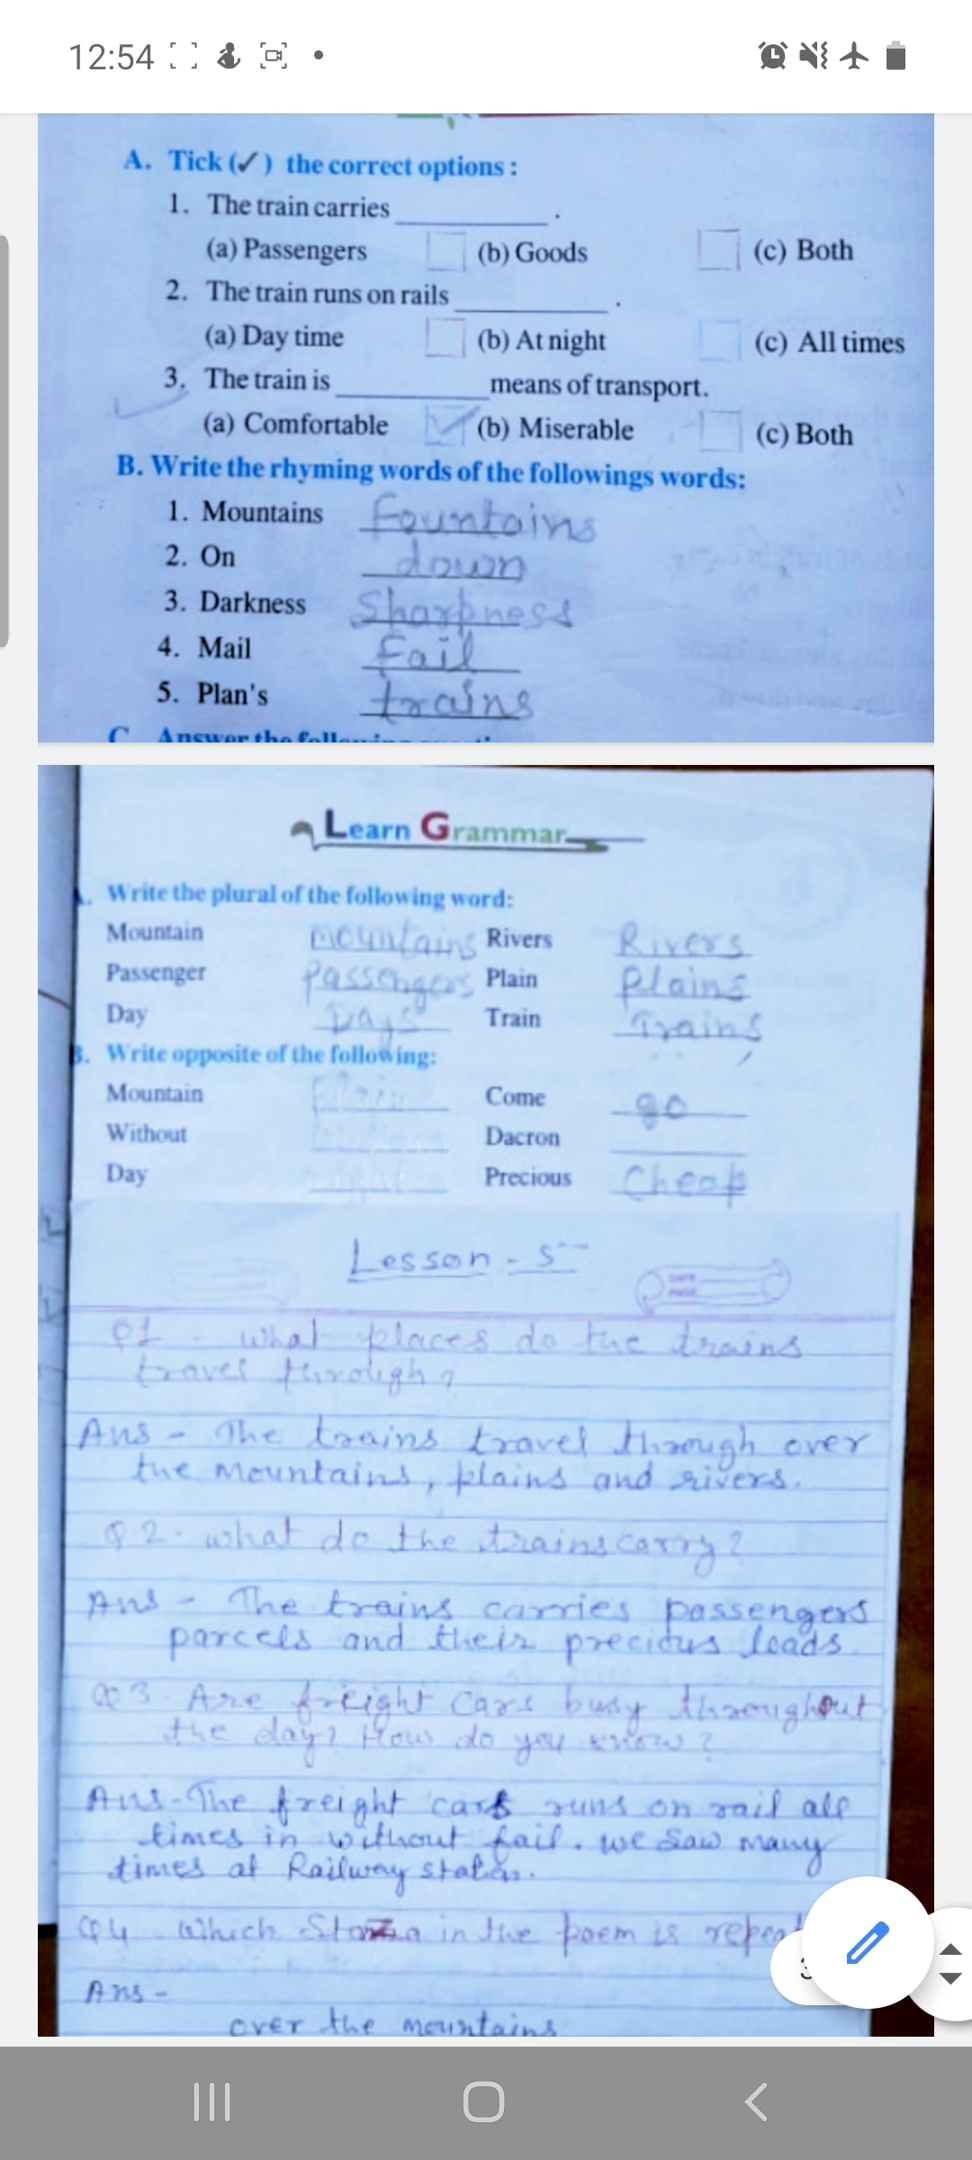 12:54
A. Tick (✓) the correct options :
1. The train carries ____________ .
(a) Passengers (b) Goods (c) Both
2. The train runs on rails ____________ .
(a) Day time (b) At night (c) All times
3. The train is ____________ means of transport.
(a) Comfortable (b) Miserable (c) Both
B. Write the rhyming words of the followings words:
1. Mountains Fountains
2. On down
3. Darkness Sharpness
4. Mail Fail
5. Plan's trains
C. Answer the following
Learn Grammar
Write the plural of the following word:
Mountain mountains Rivers Rivers
Passenger Passengers Plain Plains
Day Days Train Trains
B. Write opposite of the following:
Mountain Plain Come go
Without Dacron
Day Precious Cheap
Lesson - 5
Q1 - what places do the trains
travel through?
Ans - The trains travel through over
the mountains, plains and rivers.
Q2. what do the trains carry?
Ans - The trains carries passengers
parcels and their precious loads
Q3 Are freight cars busy throughout
the day? How do you know?
Ans - The freight cars runs on rail all
times in without fail. we saw many
times at Railway
Q4 Which in the poem is
Ans -
over the mountains